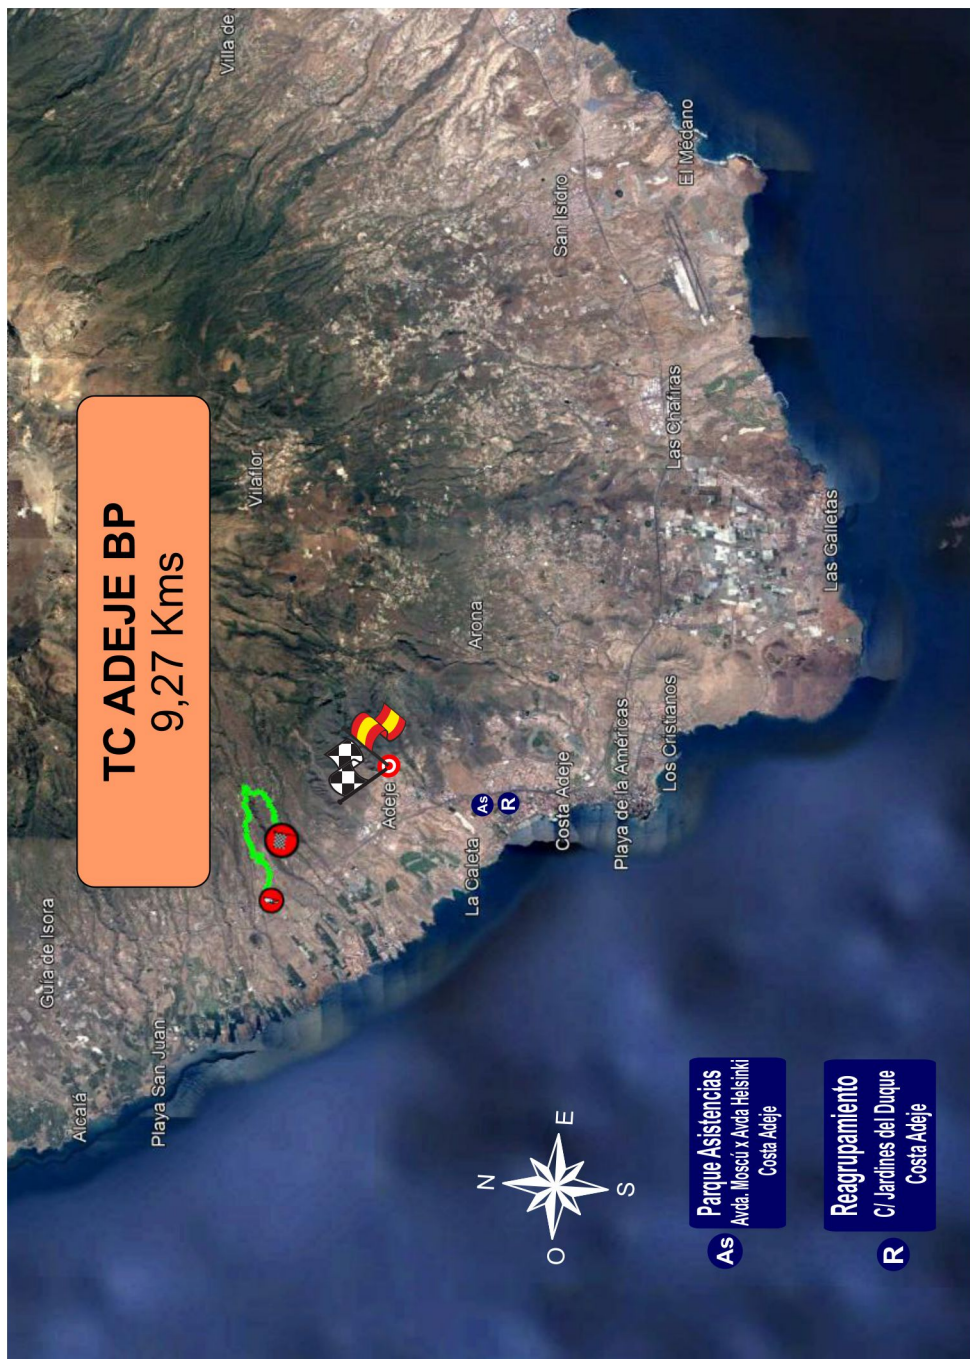 TC ADEJE BP
9,27 Kms
Guía de Isora
Alcalá
Playa San Juan
Villa de
Vilaflor
Adeje
La Caleta
Arona
As
R
Costa Adeje
San Isidro
Playa de la Américas
Los Cristianos
Las Chafiras
El Médano
Las Galletas
N
O
E
S
As
Parque Asistencias
Avda. Moscú x Avda Helsinki
Costa Adeje
R
Reagrupamiento
C/ Jardines del Duque
Costa Adeje